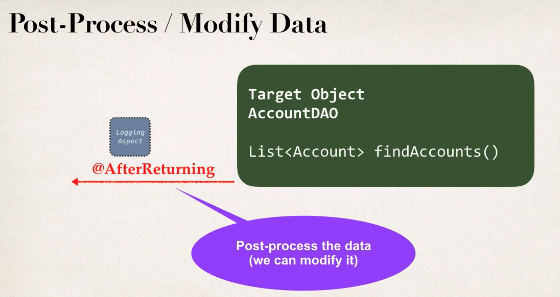 Post-Process / Modify Data
Target Object
AccountDAO
List<Account> findAccounts()
Logging
Aspect
@AfterReturning
Post-process the data
(we can modify it)